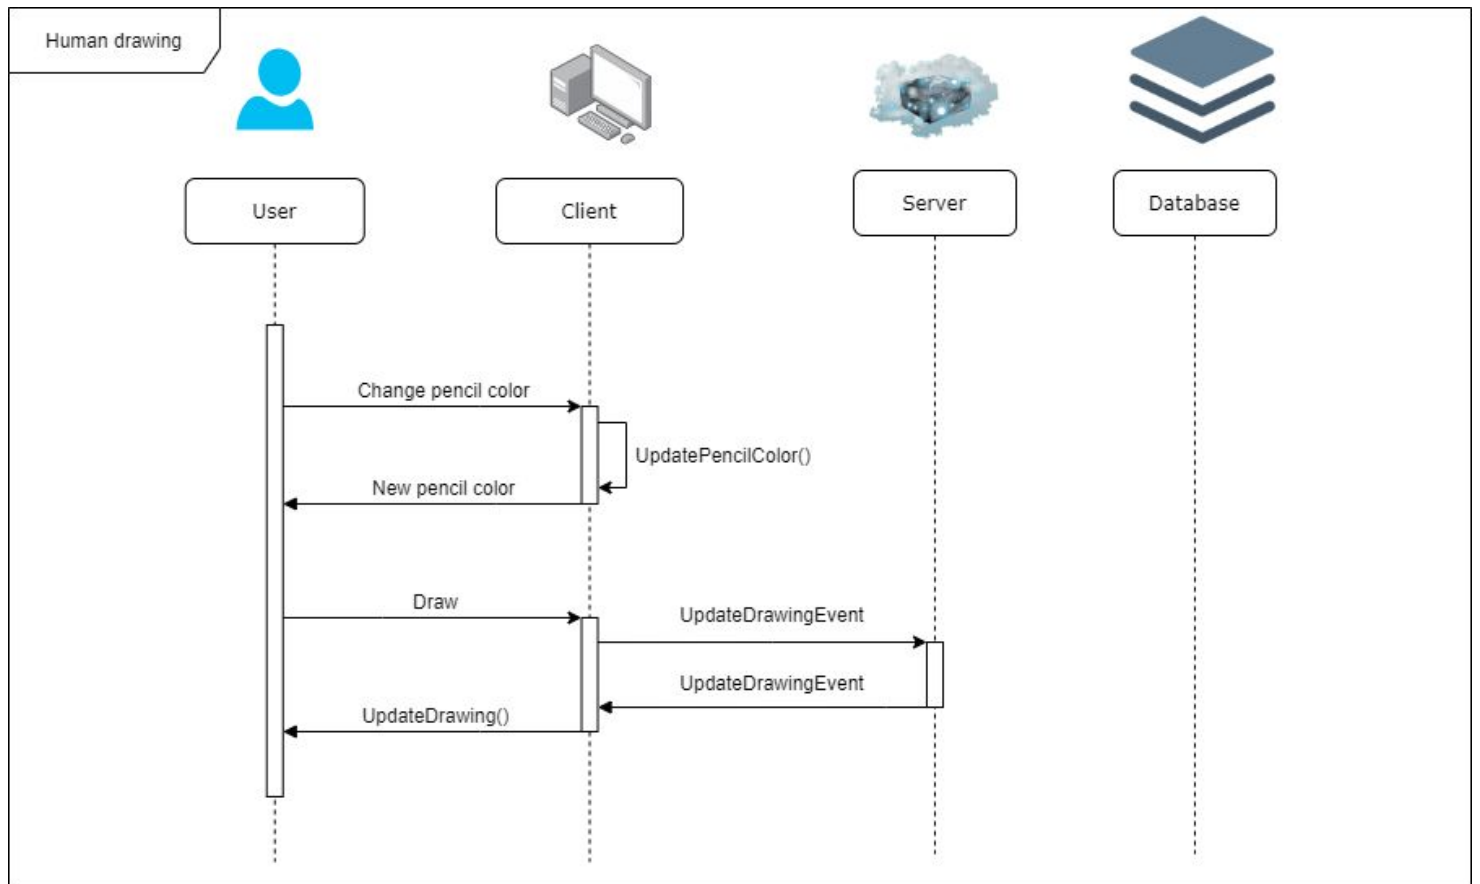 Human drawing
User
Client
Server
Database
Change pencil color
UpdatePencilColor()
New pencil color
Draw
UpdateDrawingEvent
UpdateDrawingEvent
UpdateDrawing()